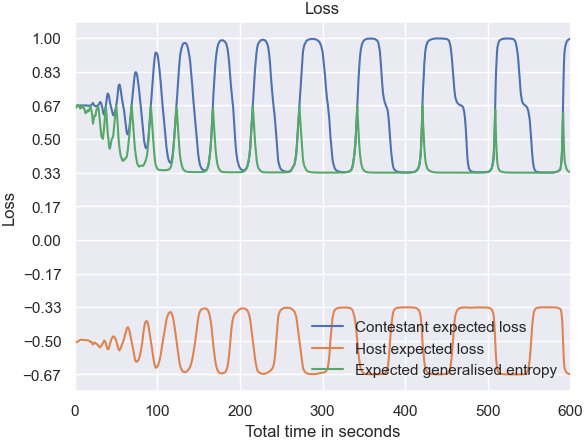 Loss
1.00
0.83
0.67
0.50
0.33
0.17
0.00
−0.17
−0.33
−0.50
−0.67
Loss
Contestant expected loss
Host expected loss
Expected generalised entropy
0 100 200 300 400 500 600
Total time in seconds